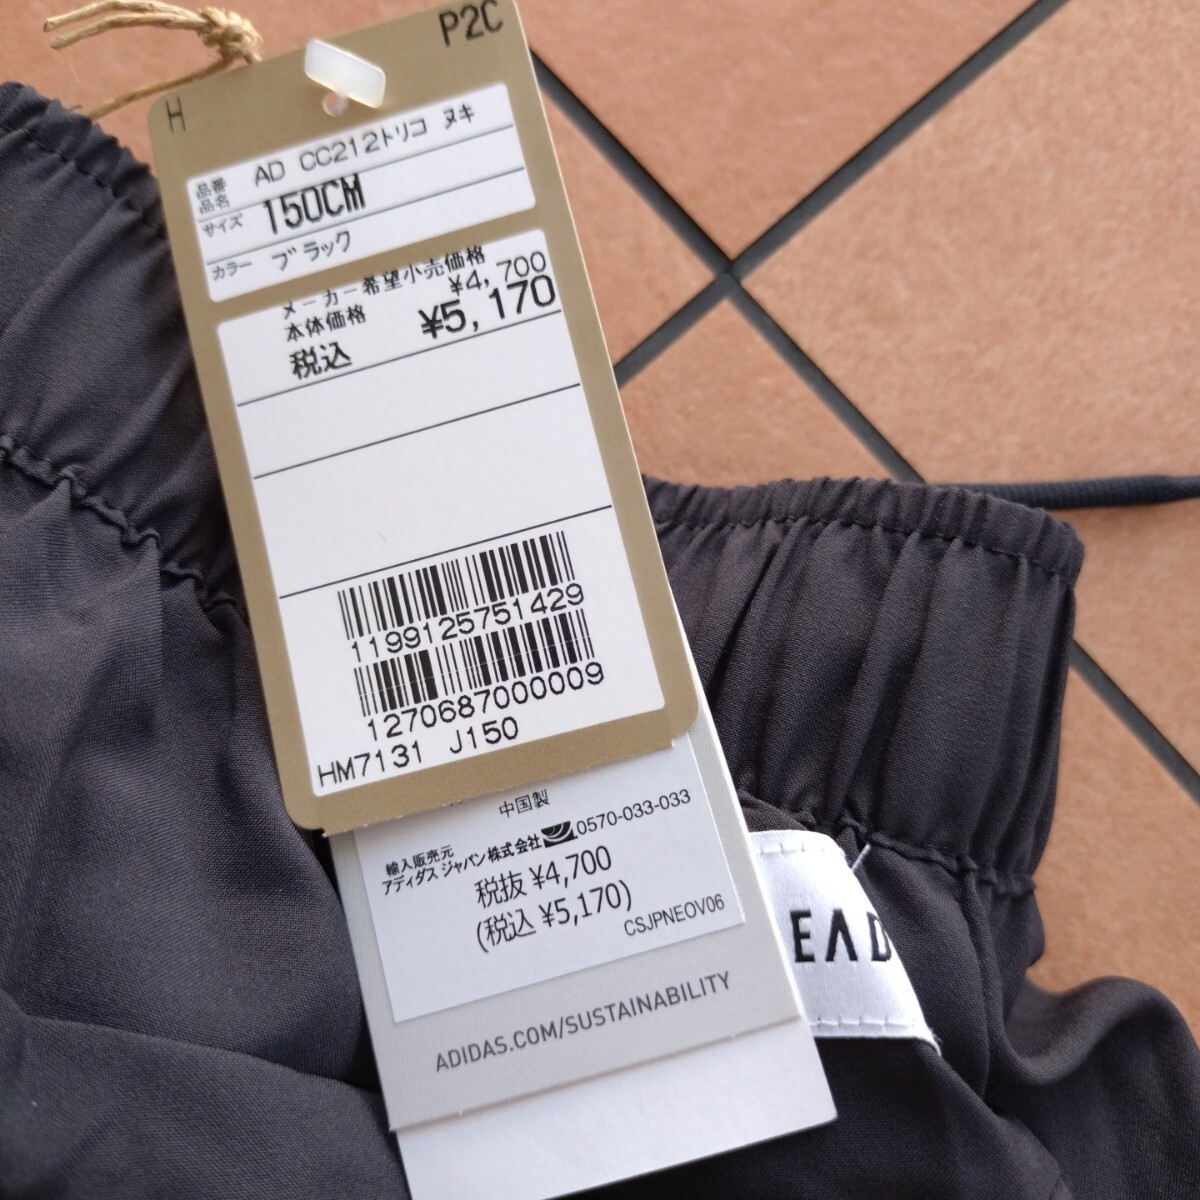 H
P2C
品番
品名 AD CC212トリコ ヌキ
サイズ 150CM
カラー ブラック
メーカー希望小売価格
本体価格 ¥4,700
税込 ¥5,170
1199125751429
1270687000009
HM7131 J150
中国製
輸入販売元
アディダス ジャパン株式会社 0570-033-033
税抜 ¥4,700
(税込 ¥5,170)
CSJPNEOV06
ADIDAS.COM/SUSTAINABILITY
EAD